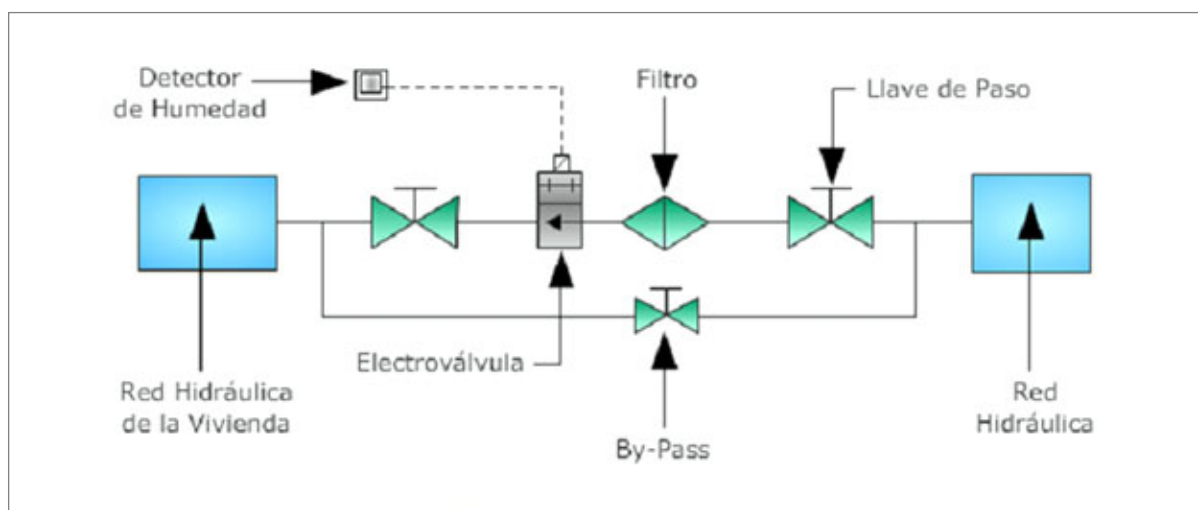 Detector
de Humedad
Filtro
Llave de Paso
Electroválvula
Red Hidráulica
de la Vivienda
By-Pass
Red
Hidráulica